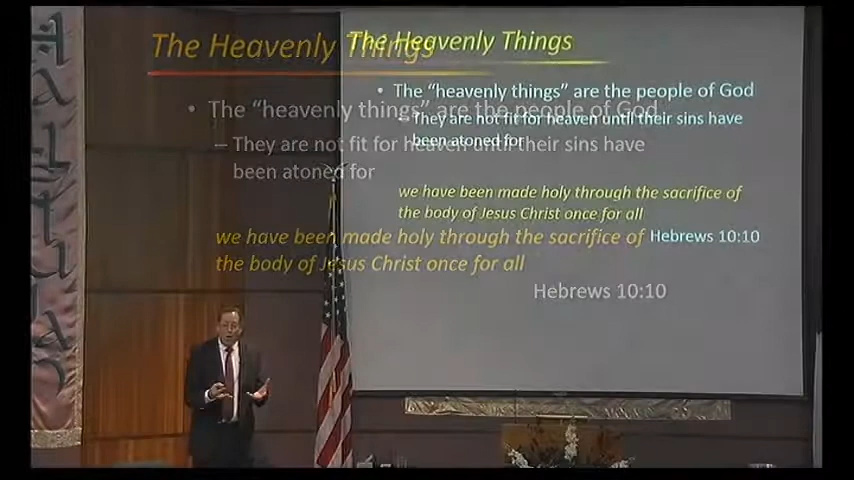 The Heavenly Things
• The "heavenly things" are the people of God
– They are not fit for heaven until their sins have
been atoned for
we have been made holy through the sacrifice of
the body of Jesus Christ once for all
Hebrews 10:10
The Heavenly Things
• The "heavenly things" are the people of God
– They are not fit for heaven until their sins have
been atoned for
we have been made holy through the sacrifice of
the body of Jesus Christ once for all
Hebrews 10:10